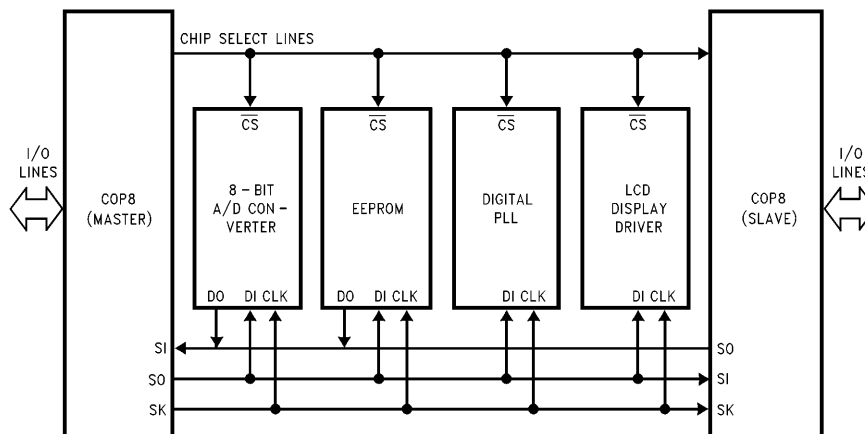 CHIP SELECT LINES
I/O
LINES
COP8
(MASTER)
CS
8-BIT
A/D CON-
VERTER
DO DI CLK
CS
EEPROM
DO DI CLK
CS
DIGITAL
PLL
DI CLK
CS
LCD
DISPLAY
DRIVER
DI CLK
COP8
(SLAVE)
I/O
LINES
SI
SO
SK
SO
SI
SK